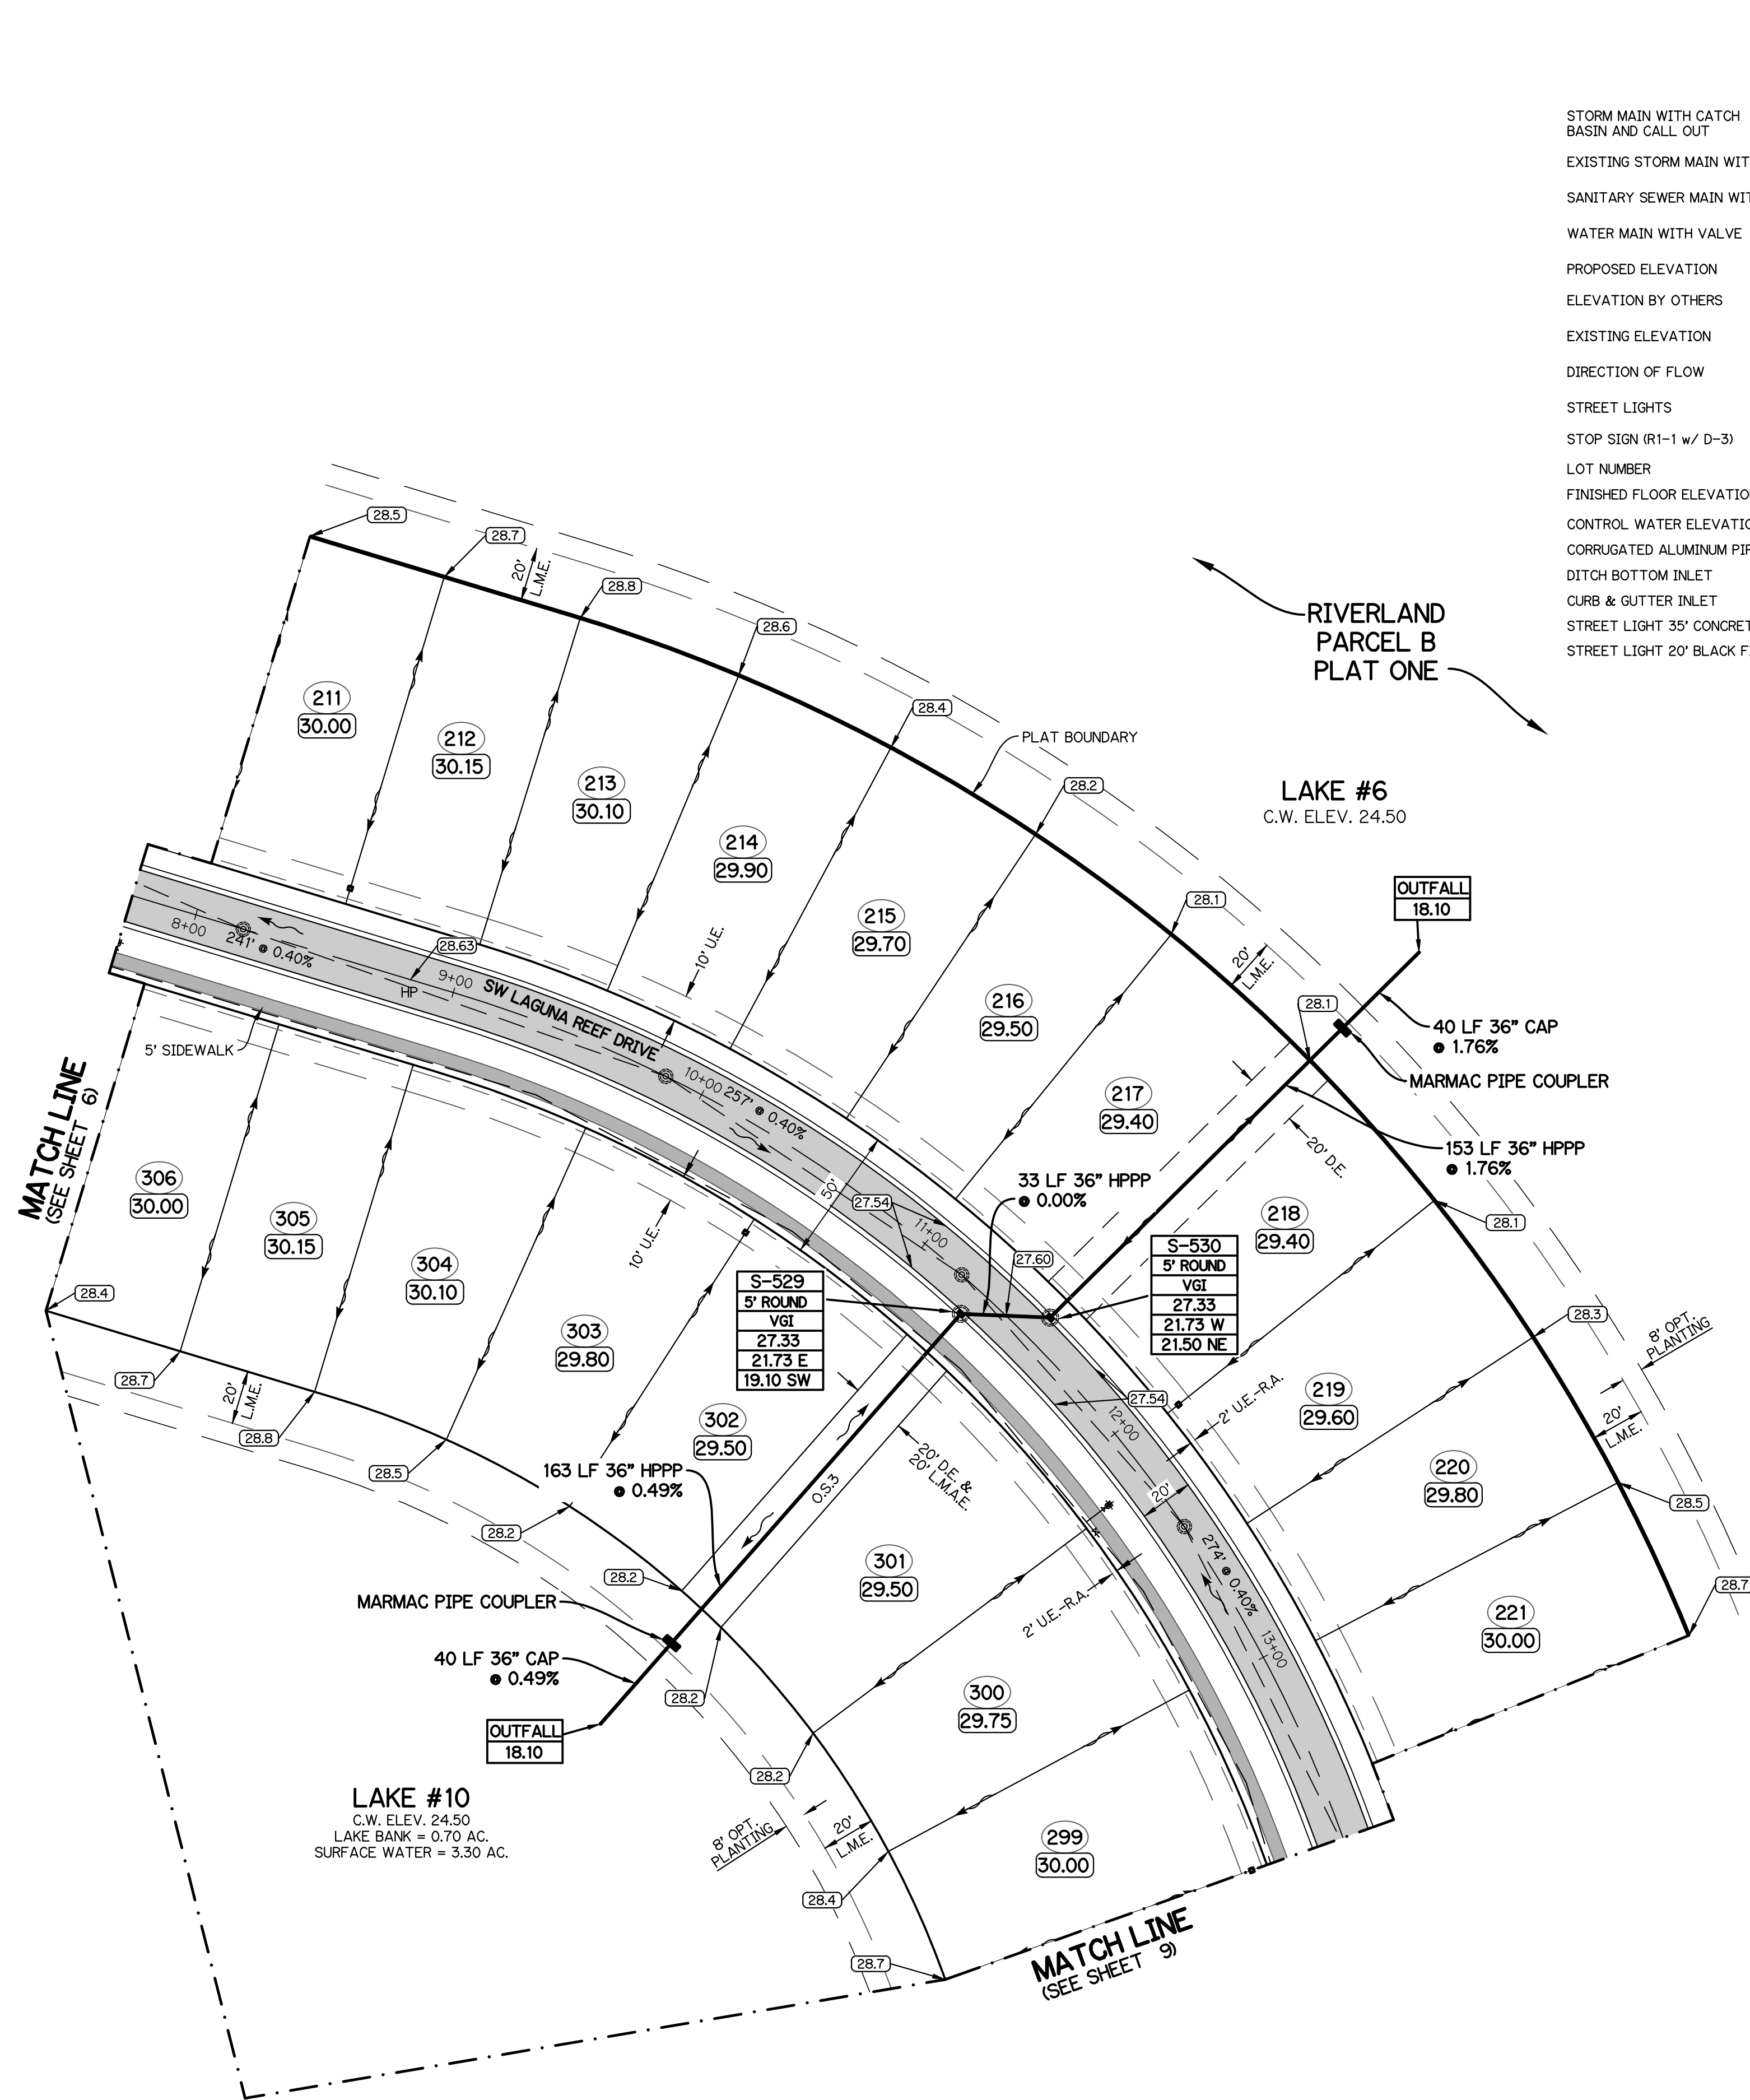 STORM MAIN WITH CATCH
BASIN AND CALL OUT
EXISTING STORM MAIN
SANITARY SEWER MAIN
WATER MAIN WITH VALVE
PROPOSED ELEVATION
ELEVATION BY OTHERS
EXISTING ELEVATION
DIRECTION OF FLOW
STREET LIGHTS
STOP SIGN (R1-1 w/ D-3)
LOT NUMBER
FINISHED FLOOR
CONTROL WATER
CORRUGATED ALUMINUM
DITCH BOTTOM INLET
CURB & GUTTER INLET
STREET LIGHT 35'
STREET LIGHT 20' BLACK
28.5
28.7
20'
L.M.E.
28.8
28.6
28.4
28.2
28.1
28.1
RIVERLAND
PARCEL B
PLAT ONE
PLAT BOUNDARY
LAKE #6
C.W. ELEV. 24.50
OUTFALL
18.10
211
30.00
212
30.15
213
30.10
214
29.90
215
29.70
216
29.50
217
29.40
218
29.40
219
29.60
220
29.80
221
30.00
20'
L.M.E.
40 LF 36" CAP
@ 1.76%
MARMAC PIPE COUPLER
153 LF 36" HPPP
@ 1.76%
20' D.E.
28.1
28.3
8' OPT.
PLANTING
20'
L.M.E.
28.5
28.7
8+00
241' @ 0.40%
28.63
HP
9+00
SW LAGUNA REEF DRIVE
10' U.E.
5' SIDEWALK
10+00
257' @ 0.40%
50'
27.54
11+00
33 LF 36" HPPP
@ 0.00%
27.60
S-530
5' ROUND
VGI
27.33
21.73 W
21.50 NE
S-529
5' ROUND
VGI
27.33
21.73 E
19.10 SW
27.54
12+00
2' U.E.-R.A.
20'
274' @ 0.40%
13+00
MATCH LINE
(SEE SHEET 6)
306
30.00
305
30.15
304
30.10
303
29.80
302
29.50
301
29.50
300
29.75
299
30.00
10' U.E.
28.4
28.7
20'
L.M.E.
28.8
28.5
28.2
28.2
163 LF 36" HPPP
@ 0.49%
O.S.3
20' D.E. &
20' L.M.A.E.
2' U.E.-R.A.
MARMAC PIPE COUPLER
40 LF 36" CAP
@ 0.49%
OUTFALL
18.10
28.2
28.2
LAKE #10
C.W. ELEV. 24.50
LAKE BANK = 0.70 AC.
SURFACE WATER = 3.30 AC.
8' OPT.
PLANTING
20'
L.M.E.
28.4
28.7
MATCH LINE
(SEE SHEET 9)